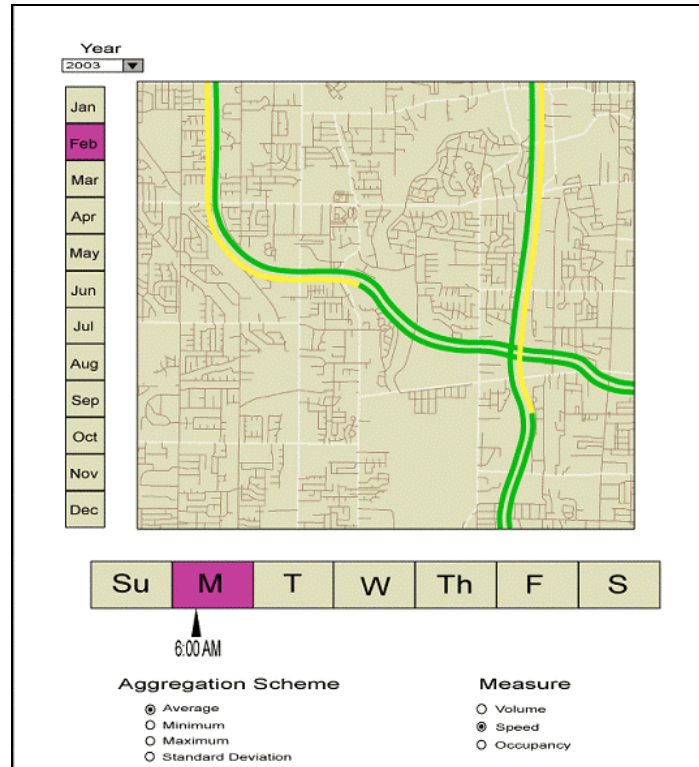 Year
2003
Jan
Feb
Mar
Apr
May
Jun
Jul
Aug
Sep
Oct
Nov
Dec
Su M T W Th F S
6:00 AM
Aggregation Scheme
Average
Minimum
Maximum
Standard Deviation
Measure
Volume
Speed
Occupancy